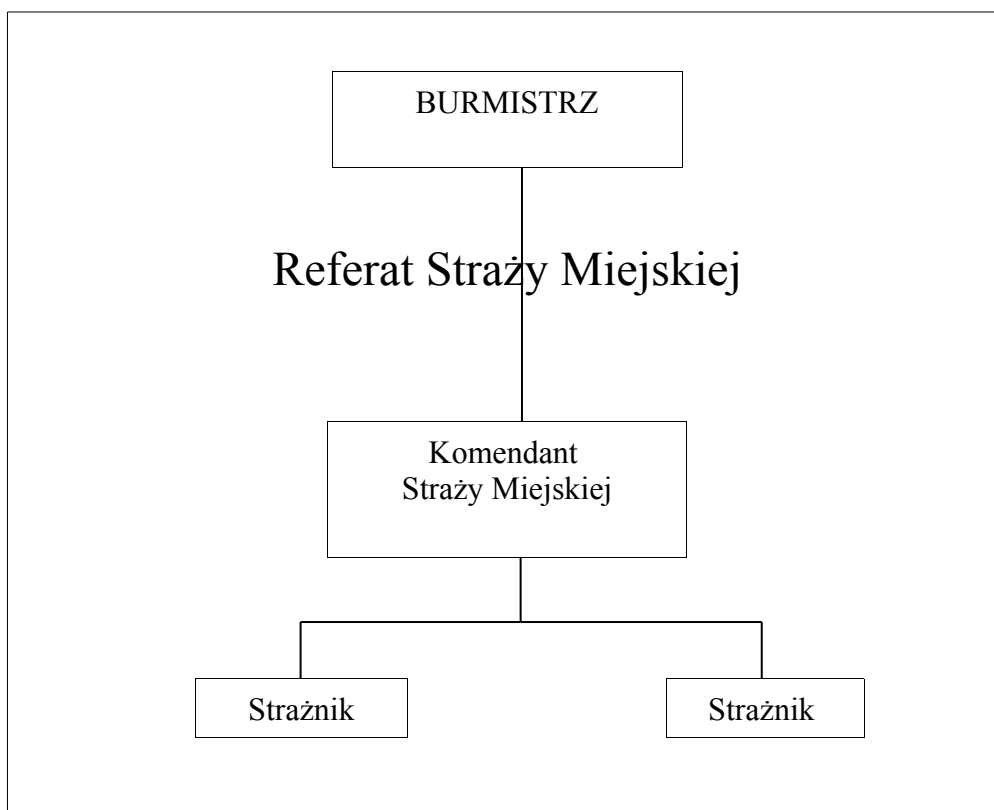 BURMISTRZ
Referat Straży Miejskiej
Komendant
Straży Miejskiej
Strażnik
Strażnik